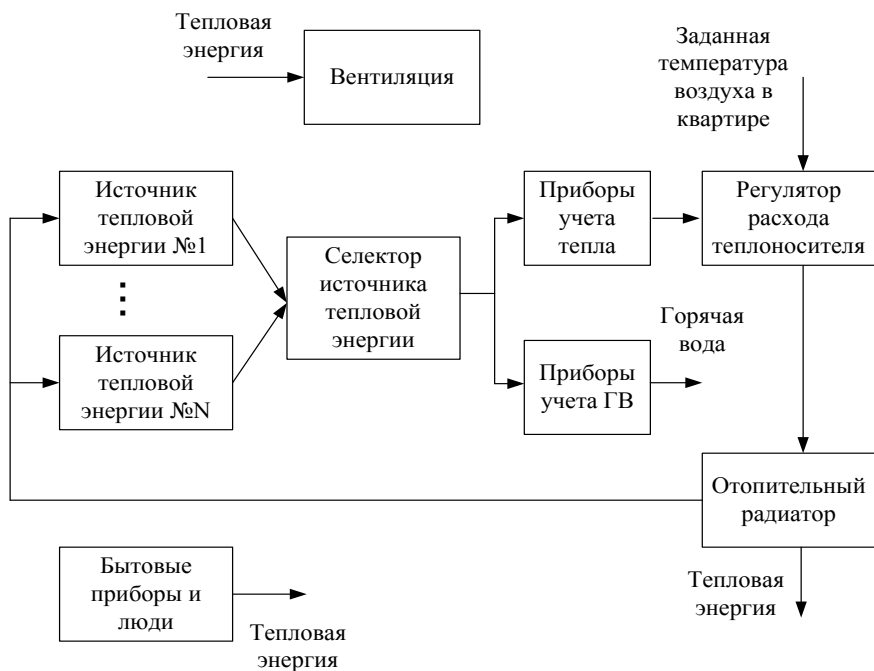 Тепловая
энергия
Вентиляция
Заданная
температура
воздуха в
квартире
Источник
тепловой
энергии №1
Приборы
учета
тепла
Регулятор
расхода
теплоносителя
Селектор
источника
тепловой
энергии
Источник
тепловой
энергии №N
Горячая
вода
Приборы
учета ГВ
Отопительный
радиатор
Бытовые
приборы и
люди
Тепловая
энергия
Тепловая
энергия